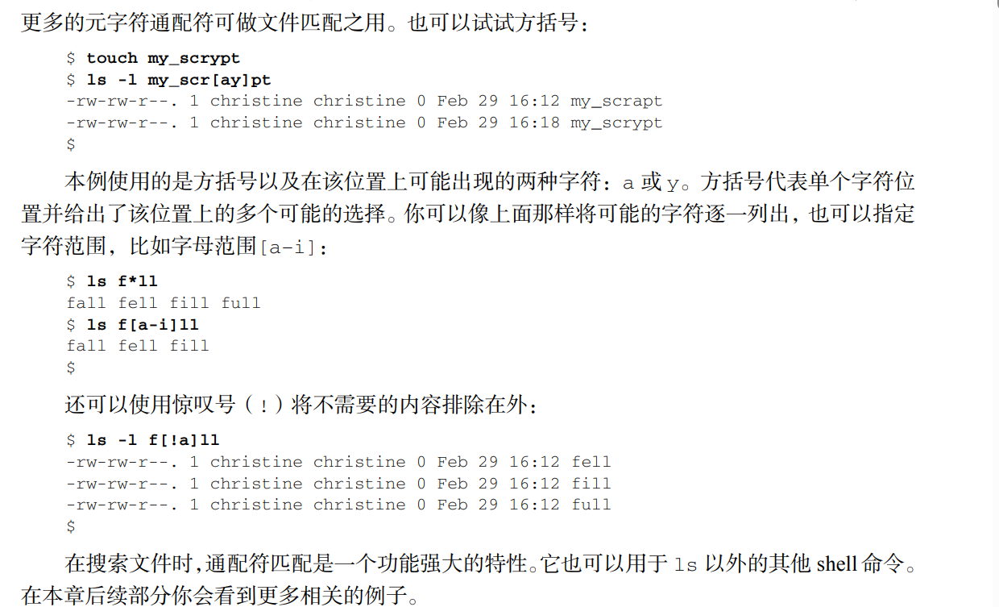 更多的元字符通配符可做文件匹配之用。也可以试试方括号：
$ touch my_scrypt
$ ls -l my_scr[ay]pt
-rw-rw-r--. 1 christine christine 0 Feb 29 16:12 my_scrapt
-rw-rw-r--. 1 christine christine 0 Feb 29 16:18 my_scrypt
$
本例使用的是方括号以及在该位置上可能出现的两种字符：a 或 y。方括号代表单个字符位
置并给出了该位置上的多个可能的选择。你可以像上面那样将可能的字符逐一列出，也可以指定
字符范围，比如字母范围[a-i]：
$ ls f*ll
fall fell fill full
$ ls f[a-i]ll
fall fell fill
$
还可以使用惊叹号（!）将不需要的内容排除在外：
$ ls -l f[!a]ll
-rw-rw-r--. 1 christine christine 0 Feb 29 16:12 fell
-rw-rw-r--. 1 christine christine 0 Feb 29 16:12 fill
-rw-rw-r--. 1 christine christine 0 Feb 29 16:12 full
$
在搜索文件时，通配符匹配是一个功能强大的特性。它也可以用于 ls 以外的其他 shell 命令。
在本章后续部分你会看到更多相关的例子。